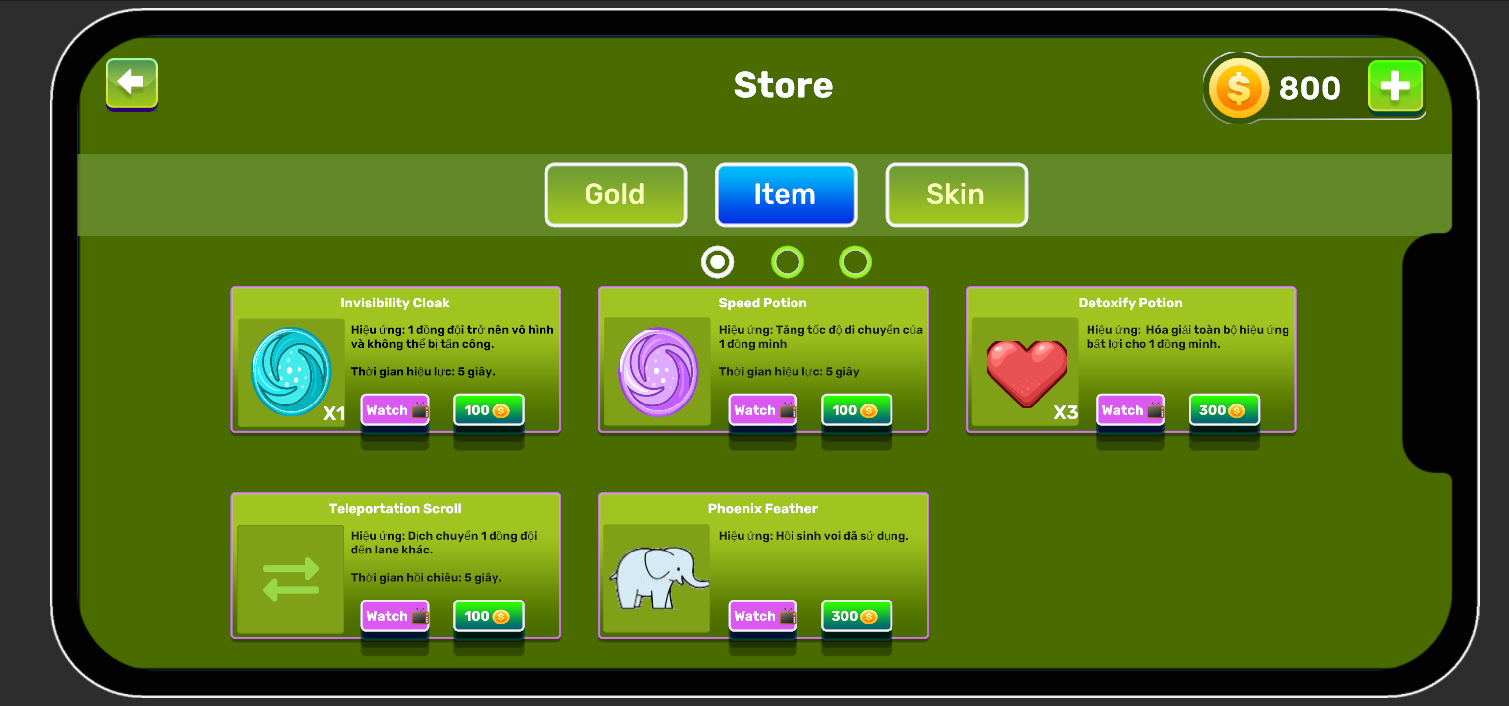 Store
800
Gold
Item
Skin
Invisibility Cloak
Hiệu ứng: 1 đồng đội trở nên vô hình
và không thể bị tấn công.
Thời gian hiệu lực: 5 giây.
X1
Watch
100
Speed Potion
Hiệu ứng: Tăng tốc độ di chuyển của
1 đồng minh
Thời gian hiệu lực: 5 giây
Watch
100
Detoxify Potion
Hiệu ứng: Hóa giải toàn bộ hiệu ứng
bất lợi cho 1 đồng minh.
X3
Watch
300
Teleportation Scroll
Hiệu ứng: Dịch chuyển 1 đồng đội
đến lane khác.
Thời gian hồi chiêu: 5 giây.
Watch
100
Phoenix Feather
Hiệu ứng: Hồi sinh voi đã sử dụng.
Watch
300